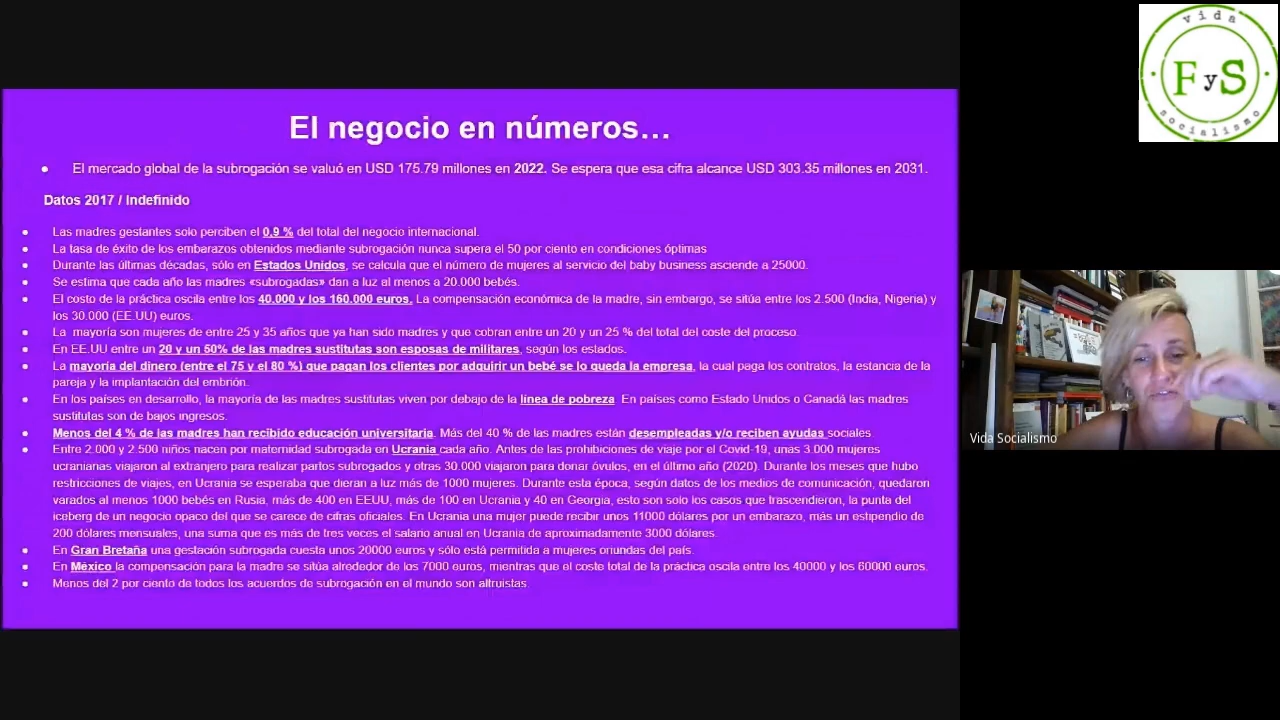 El negocio en números...
• El mercado global de la subrogación se valuó en USD 175.79 millones en 2022. Se espera que esa cifra alcance USD 303.35 millones en 2031.
Datos 2017 / Indefinido
• Las madres gestantes solo perciben el 0,9 % del total del negocio internacional.
• La tasa de éxito de los embarazos obtenidos mediante subrogación nunca supera el 50 por ciento en condiciones óptimas
• Durante las últimas décadas, sólo en Estados Unidos, se calcula que el número de mujeres al servicio del baby business asciende a 25000.
• Se estima que cada año las madres «subrogadas» dan a luz al menos a 20.000 bebés.
• El costo de la práctica oscila entre los 40.000 y los 160.000 euros. La compensación económica de la madre, sin embargo, se sitúa entre los 2.500 (India, Nigeria) y
los 30.000 (EE.UU) euros.
• La mayoría son mujeres de entre 25 y 35 años que ya han sido madres y que cobran entre un 20 y un 25 % del total del coste del proceso.
• En EE.UU entre un 20 y un 50% de las madres sustitutas son esposas de militares, según los estados.
• La mayoría del dinero (entre el 75 y el 80 %) que pagan los clientes por adquirir un bebé se lo queda la empresa, la cual paga los contratos, la estancia de la
pareja y la implantación del embrión.
• En los países en desarrollo, la mayoría de las madres sustitutas viven por debajo de la línea de pobreza. En países como Estado Unidos o Canadá las madres
sustitutas son de bajos ingresos.
• Menos del 4 % de las madres han recibido educación universitaria. Más del 40 % de las madres están desempleadas y/o reciben ayudas sociales.
• Entre 2.000 y 2.500 niños nacen por maternidad subrogada en Ucrania cada año. Antes de las prohibiciones de viaje por el Covid-19, unas 3.000 mujeres
ucranianas viajaron al extranjero para realizar partos subrogados y otras 30.000 viajaron para donar óvulos, en el último año (2020). Durante los meses que hubo
restricciones de viajes, en Ucrania se esperaba que dieran a luz más de 1000 mujeres. Durante esta época, según datos de los medios de comunicación, quedaron
varados al menos 1000 bebés en Rusia, más de 400 en EEUU, más de 100 en Ucrania y 40 en Georgia, esto son solo los casos que trascendieron, la punta del
iceberg de un negocio opaco del que se carece de cifras oficiales. En Ucrania una mujer puede recibir unos 11000 dólares por un embarazo, más un estipendio de
200 dólares mensuales, una suma que es más de tres veces el salario anual en Ucrania de aproximadamente 3000 dólares.
• En Gran Bretaña una gestación subrogada cuesta unos 20000 euros y sólo está permitida a mujeres oriundas del país.
• En México la compensación para la madre se sitúa alrededor de los 7000 euros, mientras que el coste total de la práctica oscila entre los 40000 y los 60000 euros.
• Menos del 2 por ciento de todos los acuerdos de subrogación en el mundo son altruistas.
vida
FyS
socialismo
Vida Socialismo